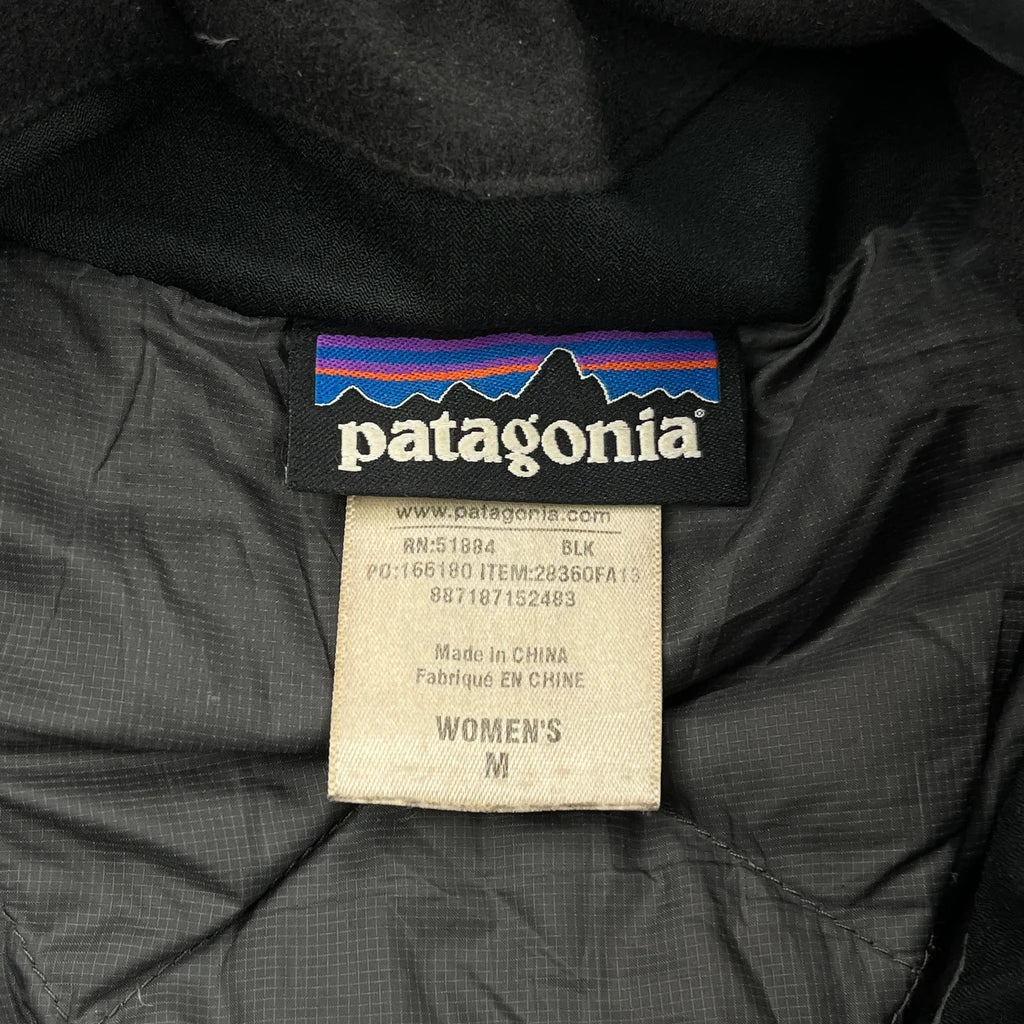 patagonia®
www.patagonia.com
RN:51884 BLK
PO:166180 ITEM:28360FA13
887187152483
Made in CHINA
Fabriqué EN CHINE
WOMEN'S
M